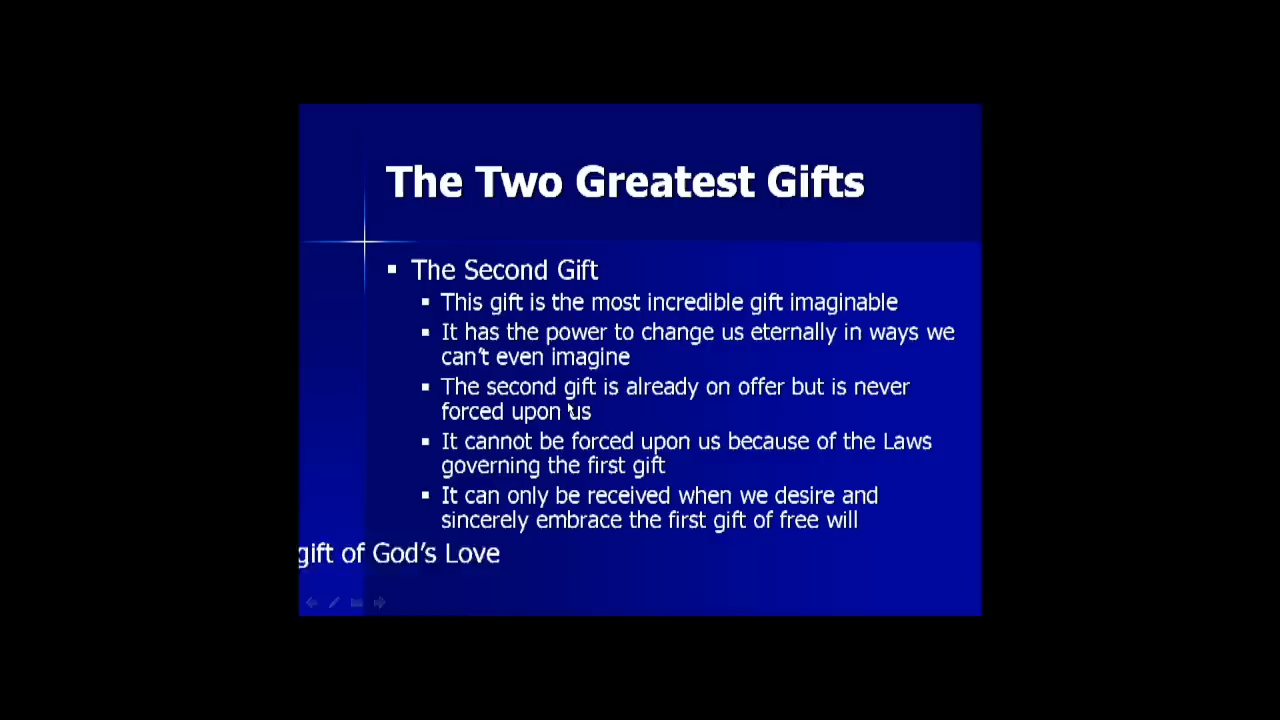 The Two Greatest Gifts
The Second Gift
This gift is the most incredible gift imaginable
It has the power to change us eternally in ways we
can't even imagine
The second gift is already on offer but is never
forced upon us
It cannot be forced upon us because of the Laws
governing the first gift
It can only be received when we desire and
sincerely embrace the first gift of free will
gift of God's Love